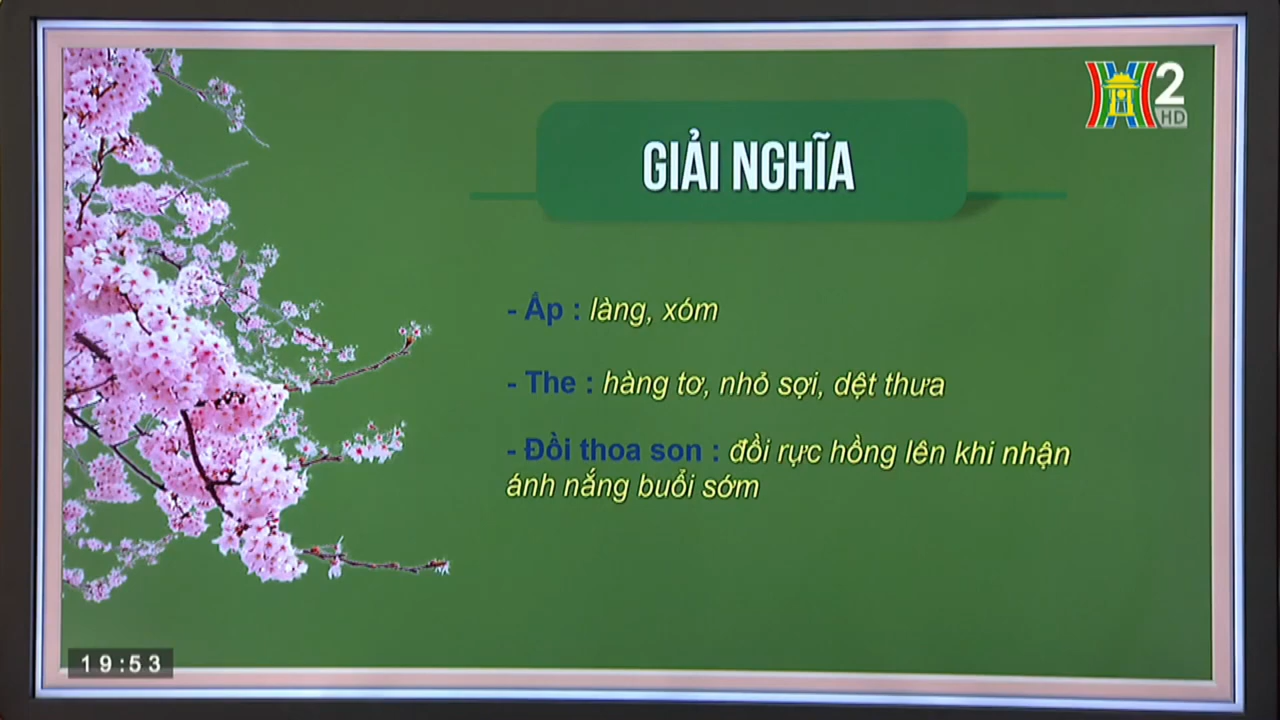 2
HD
GIẢI NGHĨA
- Ấp : làng, xóm
- The : hàng tơ, nhỏ sợi, dệt thưa
- Đồi thoa son : đồi rực hồng lên khi nhận
ánh nắng buổi sớm
19:53